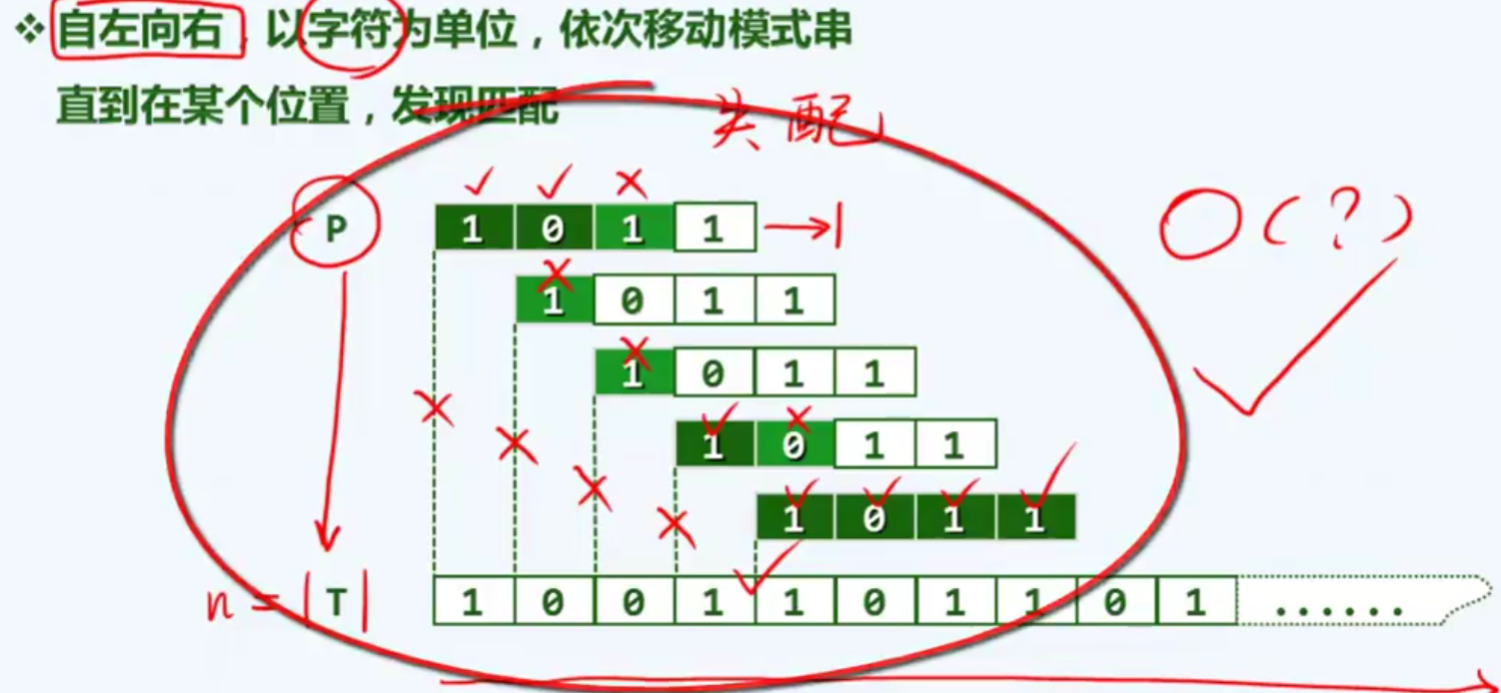 ❖ 自左向右，以字符为单位，依次移动模式串
直到在某个位置，发现匹配
失配
P 1 0 1 1
O(?)
1 0 1 1
1 0 1 1
1 0 1 1
1 0 1 1
n = |T| 1 0 0 1 1 0 1 1 0 1 ......